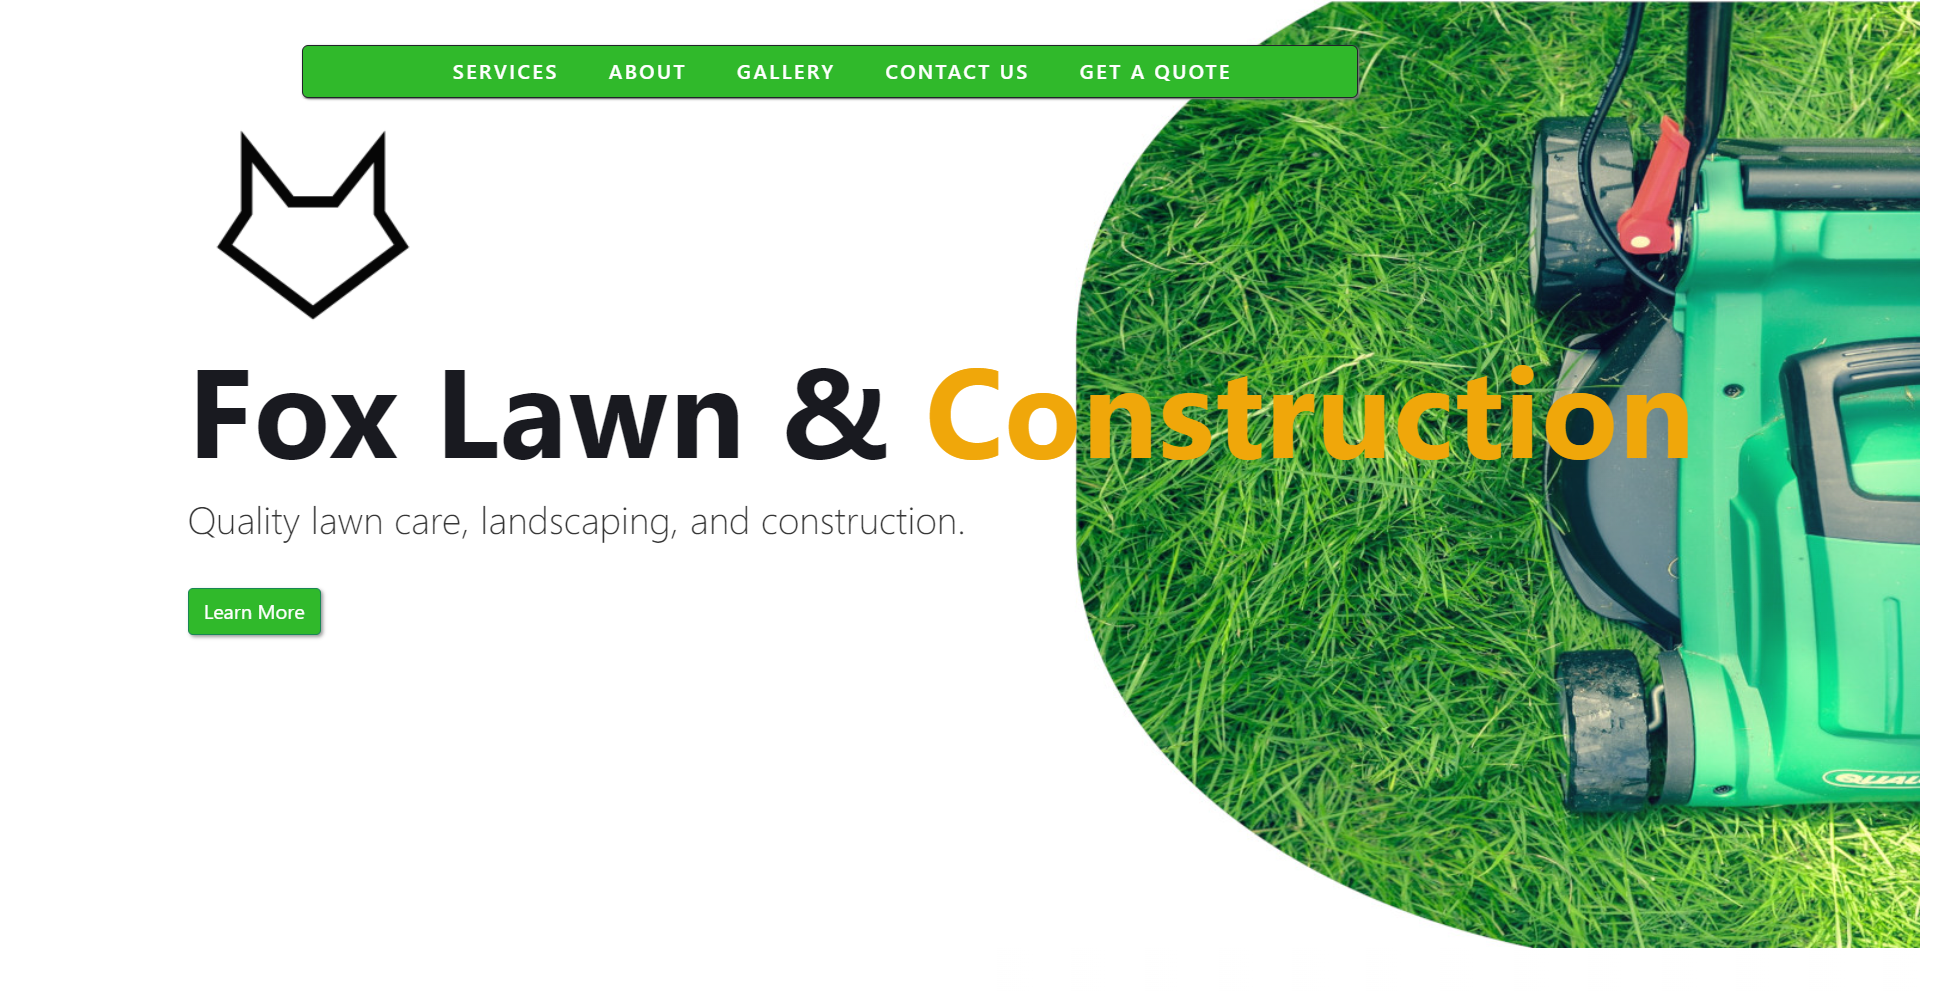 SERVICES ABOUT GALLERY CONTACT US GET A QUOTE
Fox Lawn & Construction
Quality lawn care, landscaping, and construction.
Learn More